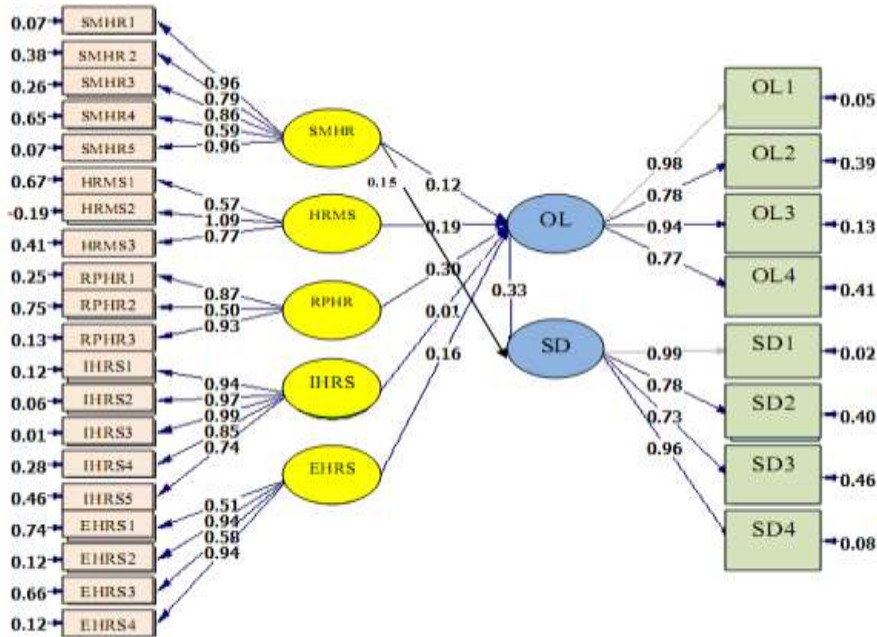 0.07 SMHR1
0.38 SMHR2
0.26 SMHR3
0.65 SMHR4
0.07 SMHR5
0.67 HRMS1
-0.19 HRMS2
0.41 HRMS3
0.25 RPHR1
0.75 RPHR2
0.13 RPHR3
0.12 IHRS1
0.06 IHRS2
0.01 IHRS3
0.28 IHRS4
0.46 IHRS5
0.74 EHRS1
0.12 EHRS2
0.66 EHRS3
0.12 EHRS4
0.96
0.79
0.86
0.59
0.96
0.57
1.09
0.77
0.87
0.50
0.93
0.94
0.97
0.99
0.85
0.74
0.51
0.94
0.58
0.94
SMHR
HRMS
RPHR
IHRS
EHRS
0.12
0.15
0.19
0.30
0.01
0.16
0.33
OL
SD
0.98
0.78
0.94
0.77
0.99
0.78
0.73
0.96
OL1 0.05
OL2 0.39
OL3 0.13
OL4 0.41
SD1 0.02
SD2 0.40
SD3 0.46
SD4 0.08